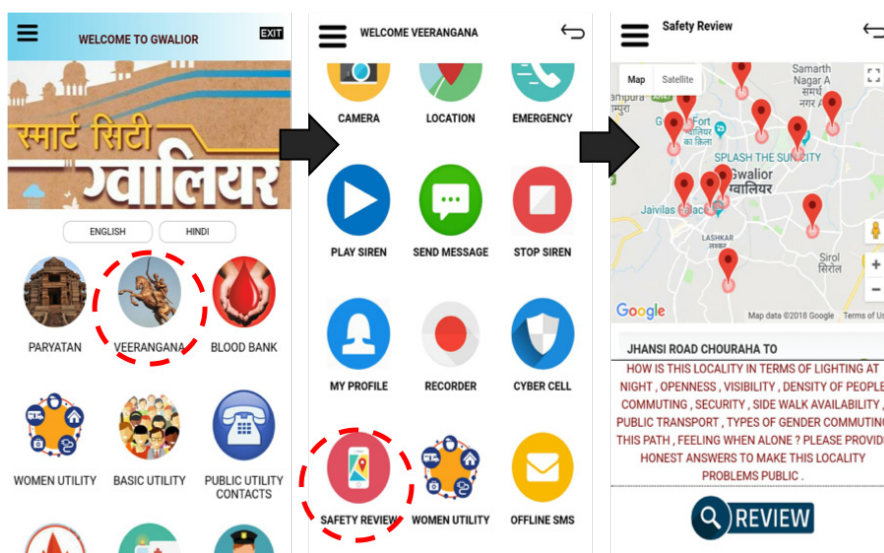 WELCOME TO GWALIOR
EXIT
स्मार्ट सिटी
ग्वालियर
ENGLISH
HINDI
PARYATAN
VEERANGANA
BLOOD BANK
WOMEN UTILITY
BASIC UTILITY
PUBLIC UTILITY
CONTACTS
WELCOME VEERANGANA
CAMERA
LOCATION
EMERGENCY
PLAY SIREN
SEND MESSAGE
STOP SIREN
MY PROFILE
RECORDER
CYBER CELL
SAFETY REVIEW
WOMEN UTILITY
OFFLINE SMS
Safety Review
Map
Satellite
Samarth
Nagar A
समर्थ
नगर
Fort
का किला
SPLASH THE SUN CITY
Gwalior
ग्वालियर
Jaivilas
LASHKAR
Sirol
सिरोल
Google
Map data ©2018 Google
Terms of Us
JHANSI ROAD CHOURAHA TO
HOW IS THIS LOCALITY IN TERMS OF LIGHTING AT
NIGHT , OPENNESS , VISIBILITY , DENSITY OF PEOPLE
COMMUTING , SECURITY , SIDE WALK AVAILABILITY ,
PUBLIC TRANSPORT , TYPES OF GENDER COMMUTING
THIS PATH , FEELING WHEN ALONE ? PLEASE PROVIDE
HONEST ANSWERS TO MAKE THIS LOCALITY
PROBLEMS PUBLIC .
REVIEW